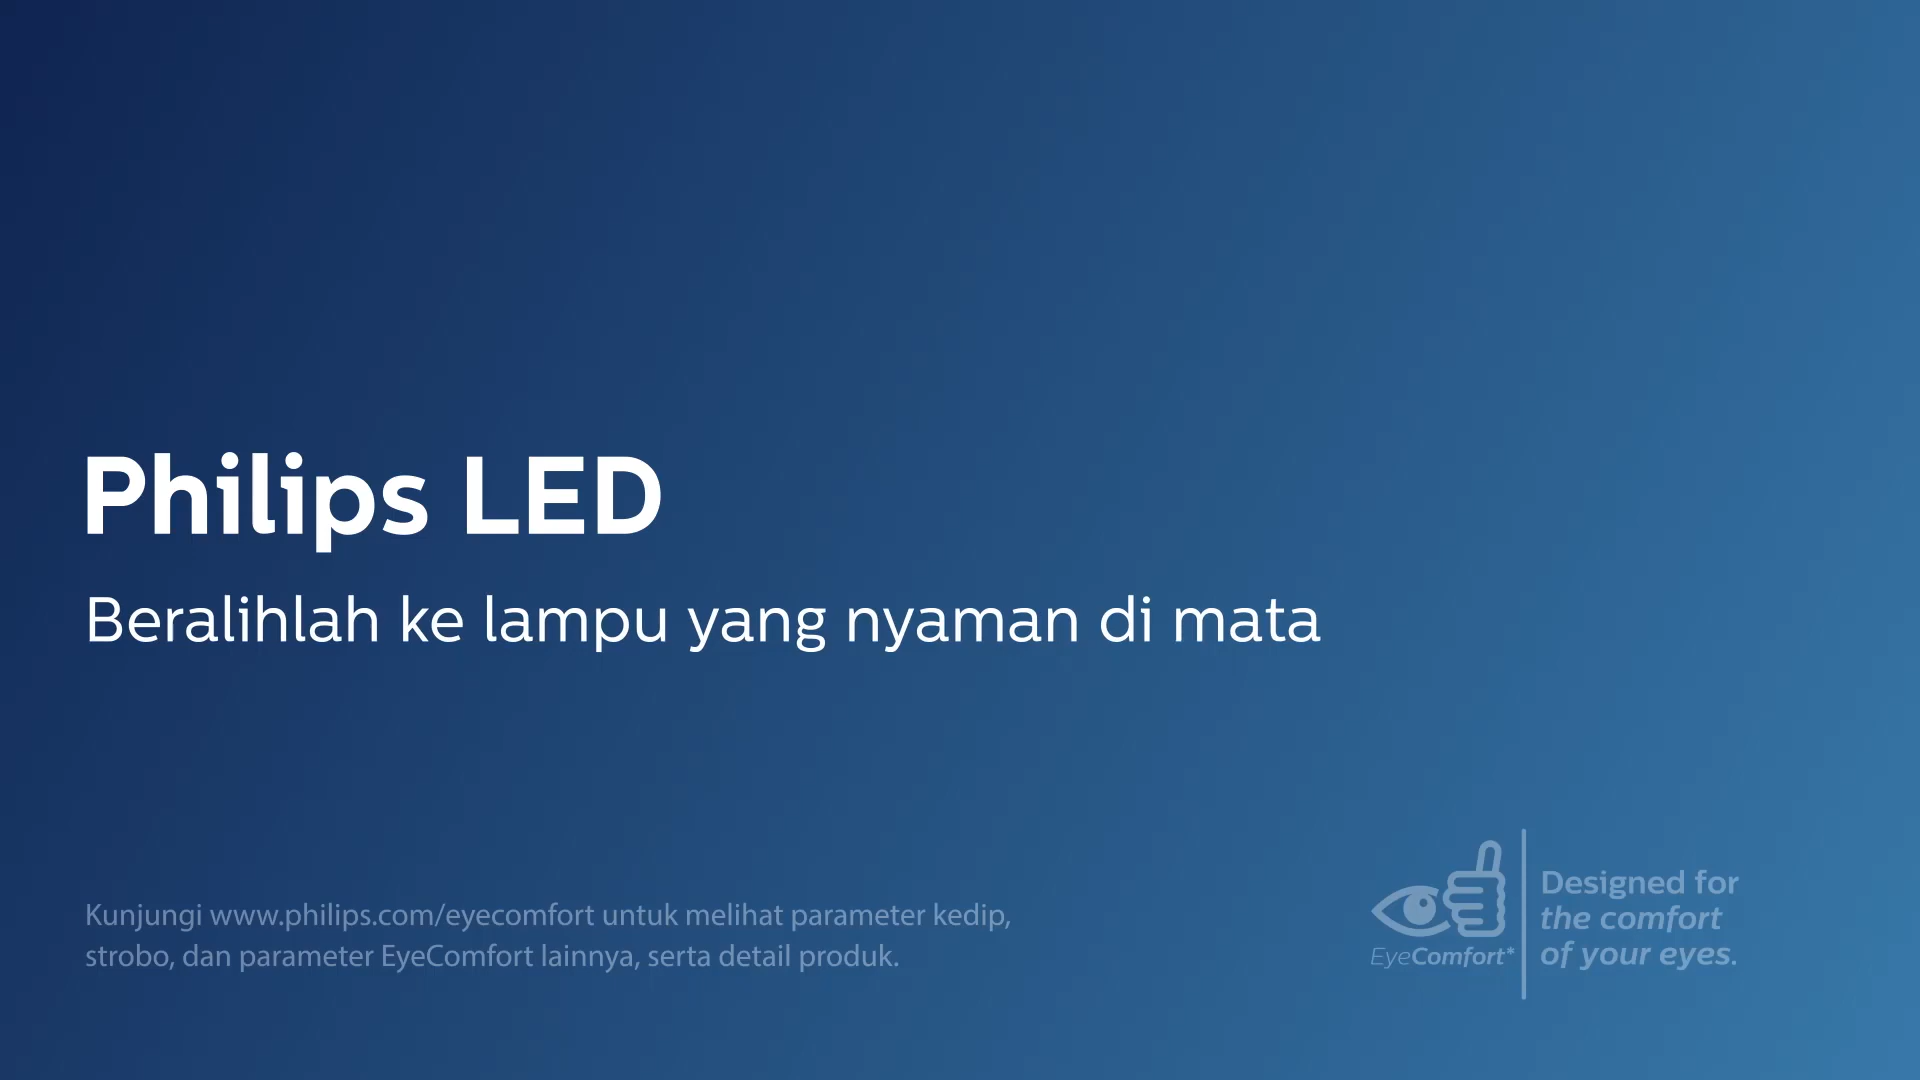 Philips LED
Beralihlah ke lampu yang nyaman di mata
Kunjungi www.philips.com/eyecomfort untuk melihat parameter kedip,
strobo, dan parameter EyeComfort lainnya, serta detail produk.
EyeComfort*
Designed for
the comfort
of your eyes.